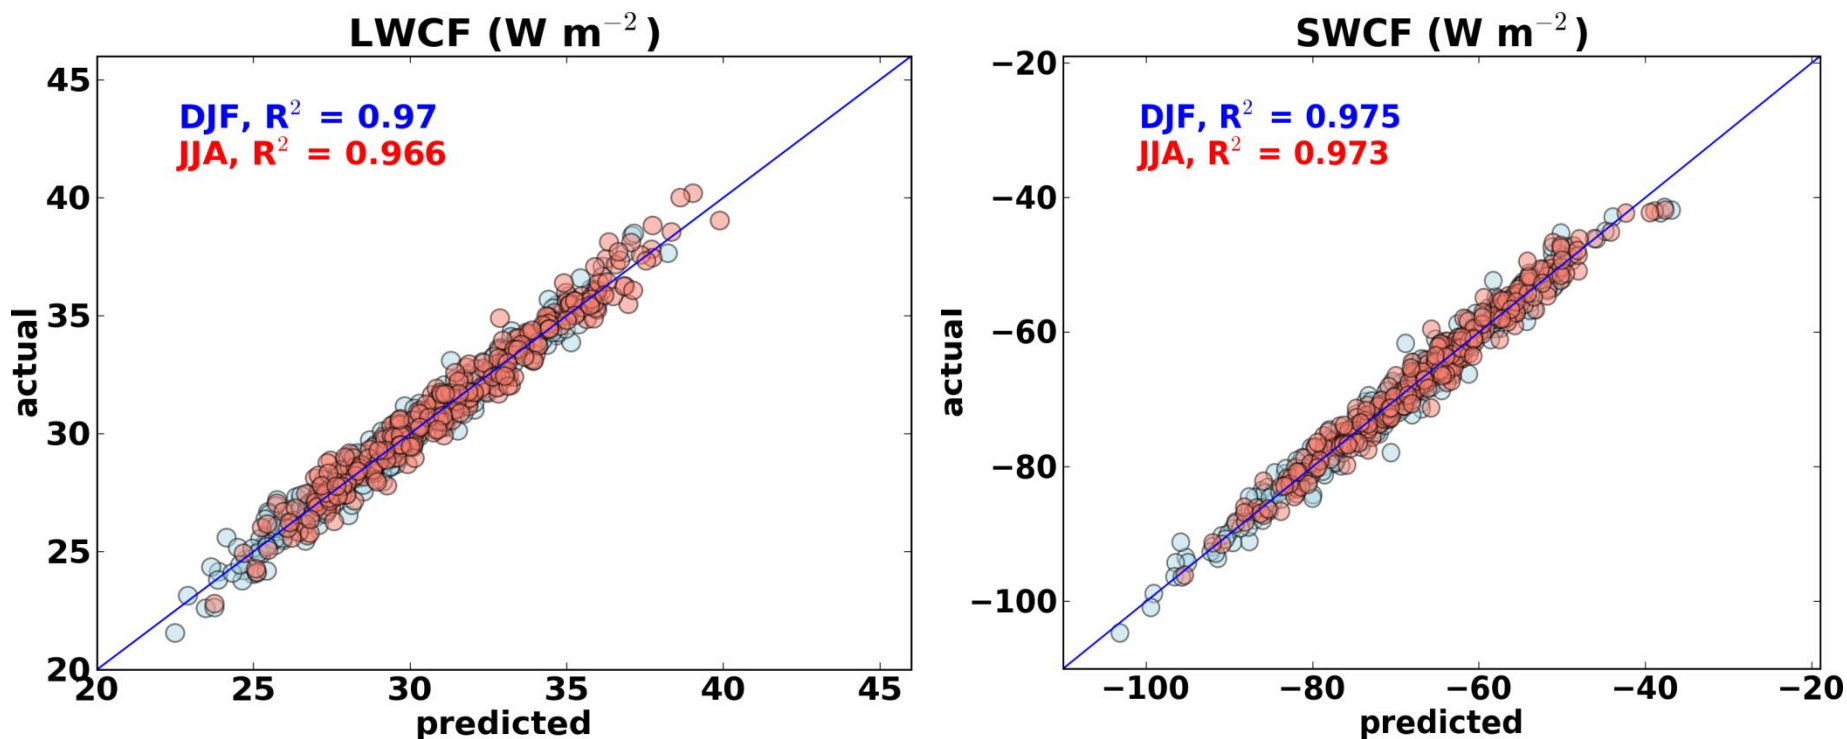 LWCF (W m⁻²)
DJF, R² = 0.97
JJA, R² = 0.966
actual
45
40
35
30
25
20
20 25 30 35 40 45
predicted
SWCF (W m⁻²)
DJF, R² = 0.975
JJA, R² = 0.973
actual
−20
−40
−60
−80
−100
−100 −80 −60 −40 −20
predicted